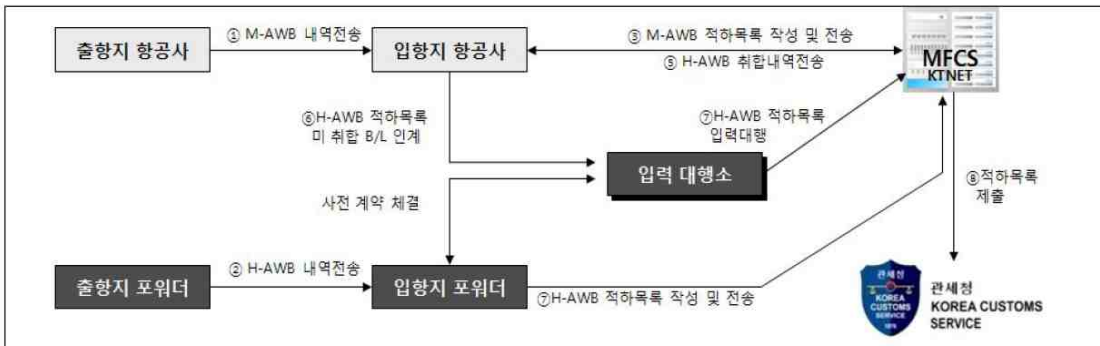 출항지 항공사
① M-AWB 내역전송
입항지 항공사
③ M-AWB 적하목록 작성 및 전송
⑤ H-AWB 취합내역전송
MFCS
KTNET
⑥H-AWB 적하목록
미 취합 B/L 인계
⑦H-AWB 적하목록
입력대행
입력 대행소
⑧적하목록
제출
사전 계약 체결
출항지 포워더
② H-AWB 내역전송
입항지 포워더
⑦H-AWB 적하목록 작성 및 전송
관세청
KOREA
CUSTOMS
SERVICE
관세청
KOREA CUSTOMS
SERVICE